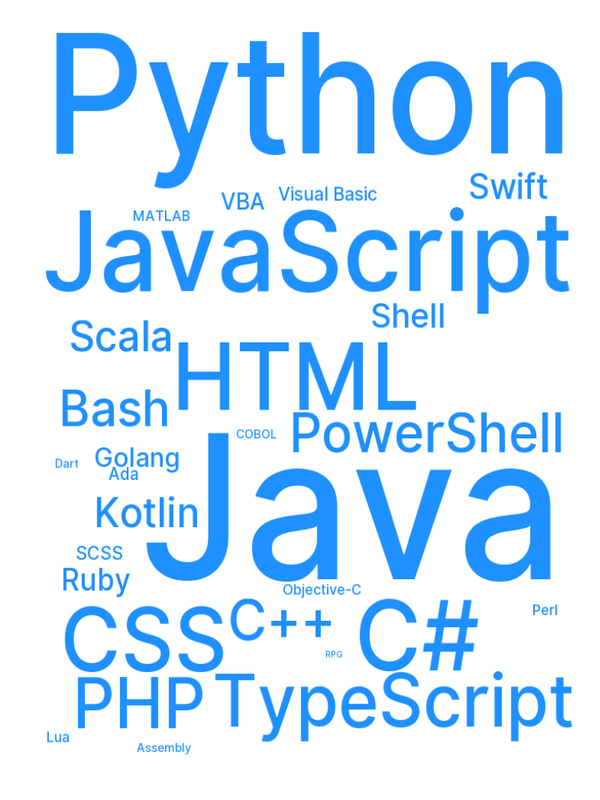 Python
Swift
VBA
Visual Basic
MATLAB
JavaScript
Shell
Scala
HTML
Bash
PowerShell
COBOL
Java
Golang
Dart
Ada
Kotlin
SCSS
Ruby
Objective-C
C++
C#
Perl
CSS
RPG
PHP
TypeScript
Lua
Assembly